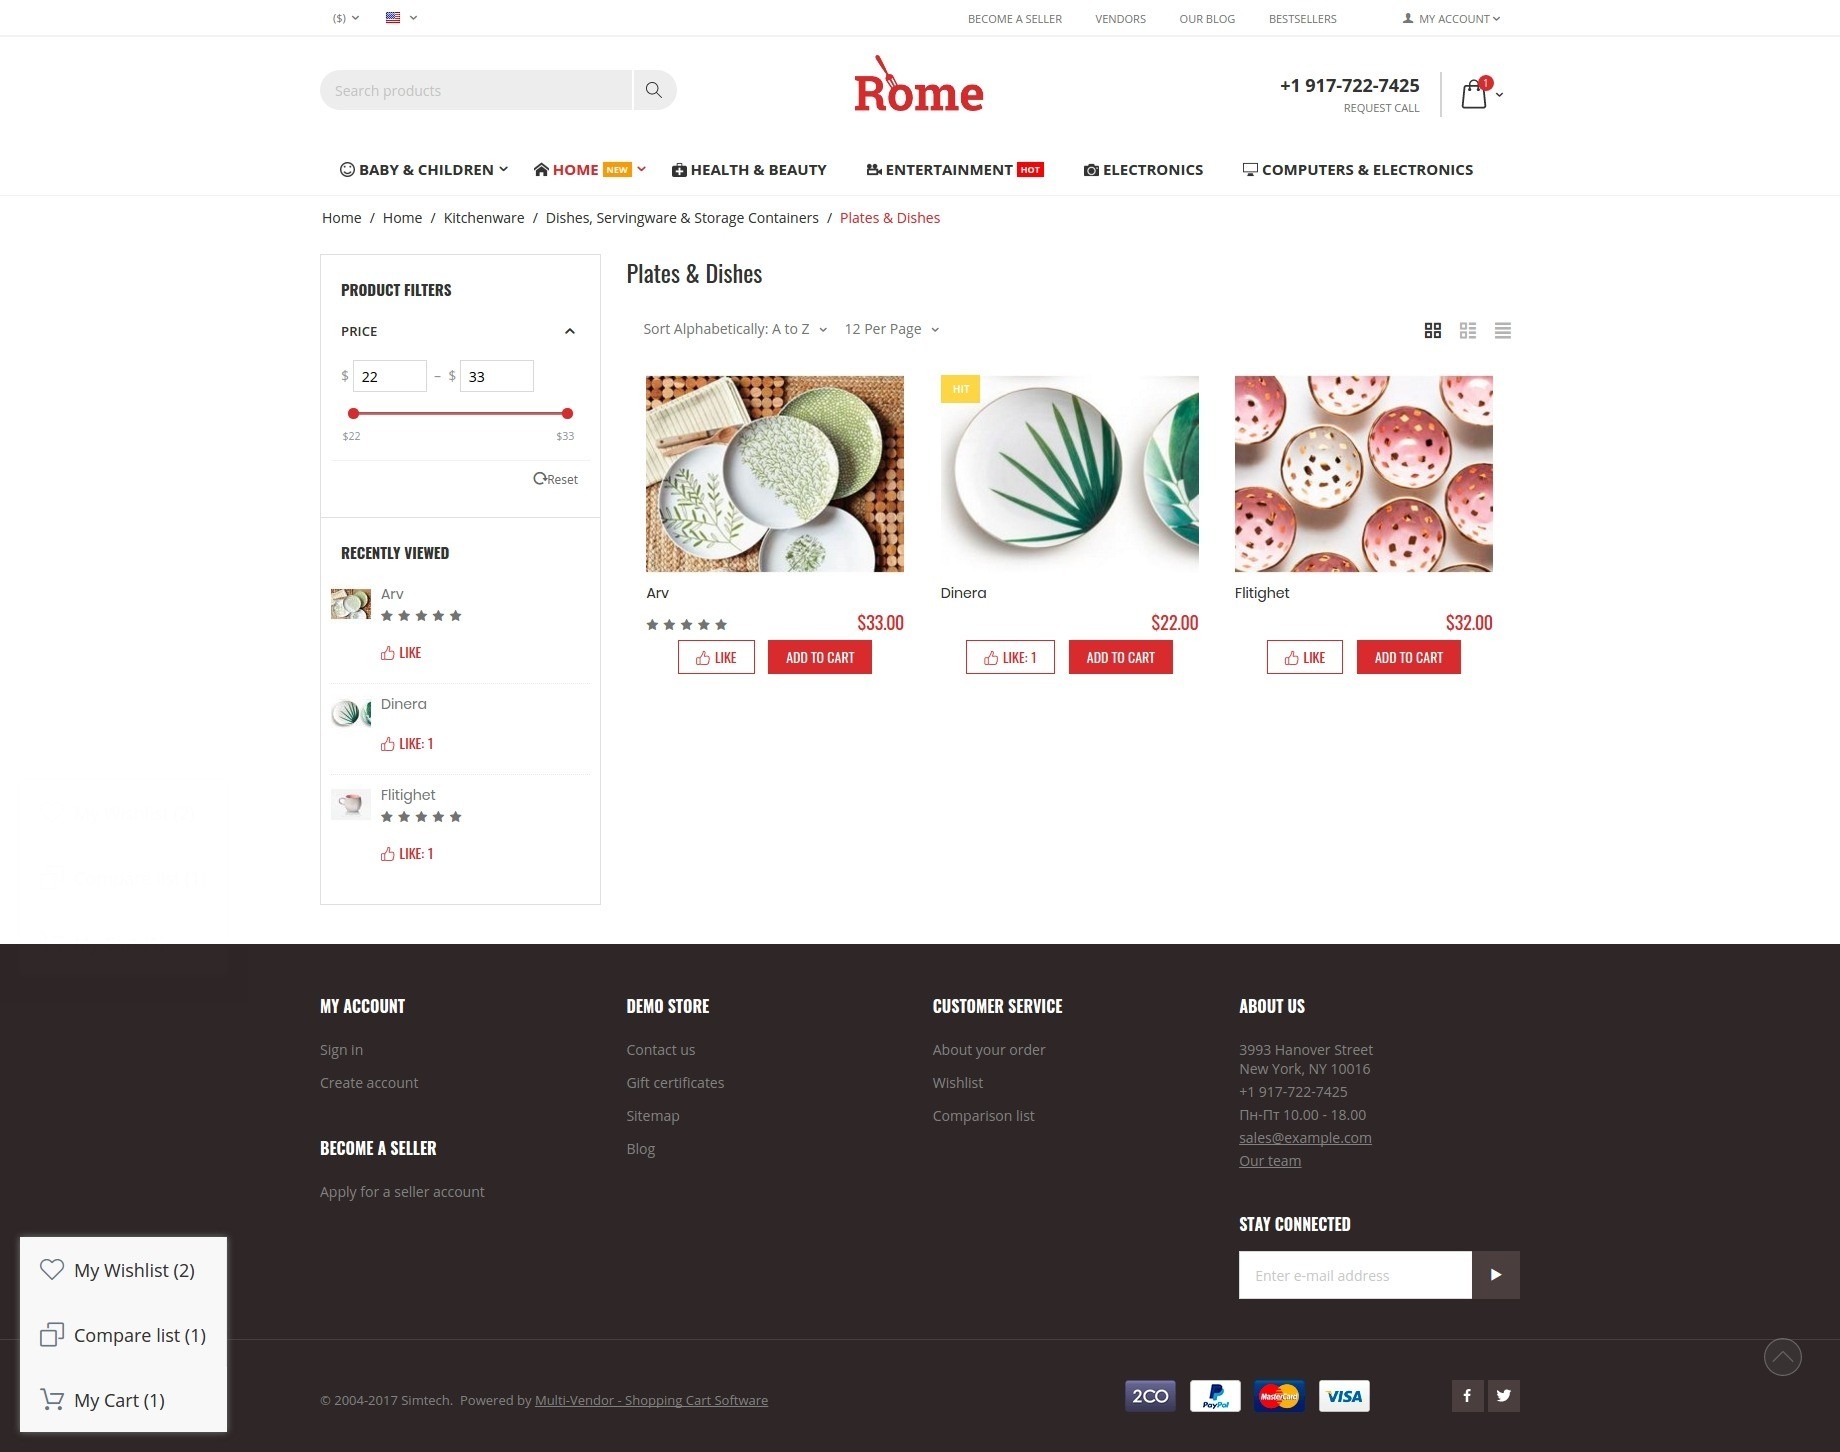 ($)
BECOME A SELLER VENDORS OUR BLOG BESTSELLERS MY ACCOUNT
Search products
Rome
+1 917-722-7425
REQUEST CALL
1
BABY & CHILDREN HOME NEW HEALTH & BEAUTY ENTERTAINMENT HOT ELECTRONICS COMPUTERS & ELECTRONICS
Home / Home / Kitchenware / Dishes, Servingware & Storage Containers / Plates & Dishes
PRODUCT FILTERS
PRICE
$ 22 – $ 33
$22 $33
Reset
RECENTLY VIEWED
Arv
LIKE
Dinera
LIKE: 1
Flitighet
LIKE: 1
Plates & Dishes
Sort Alphabetically: A to Z 12 Per Page
HIT
Arv
$33.00
LIKE ADD TO CART
Dinera
$22.00
LIKE: 1 ADD TO CART
Flitighet
$32.00
LIKE ADD TO CART
MY ACCOUNT
Sign in
Create account
BECOME A SELLER
Apply for a seller account
DEMO STORE
Contact us
Gift certificates
Sitemap
Blog
CUSTOMER SERVICE
About your order
Wishlist
Comparison list
ABOUT US
3993 Hanover Street
New York, NY 10016
+1 917-722-7425
Пн-Пт 10.00 - 18.00
sales@example.com
Our team
STAY CONNECTED
Enter e-mail address
My Wishlist (2)
Compare list (1)
My Cart (1)
© 2004-2017 Simtech. Powered by Multi-Vendor - Shopping Cart Software
2CO PayPal MasterCard VISA